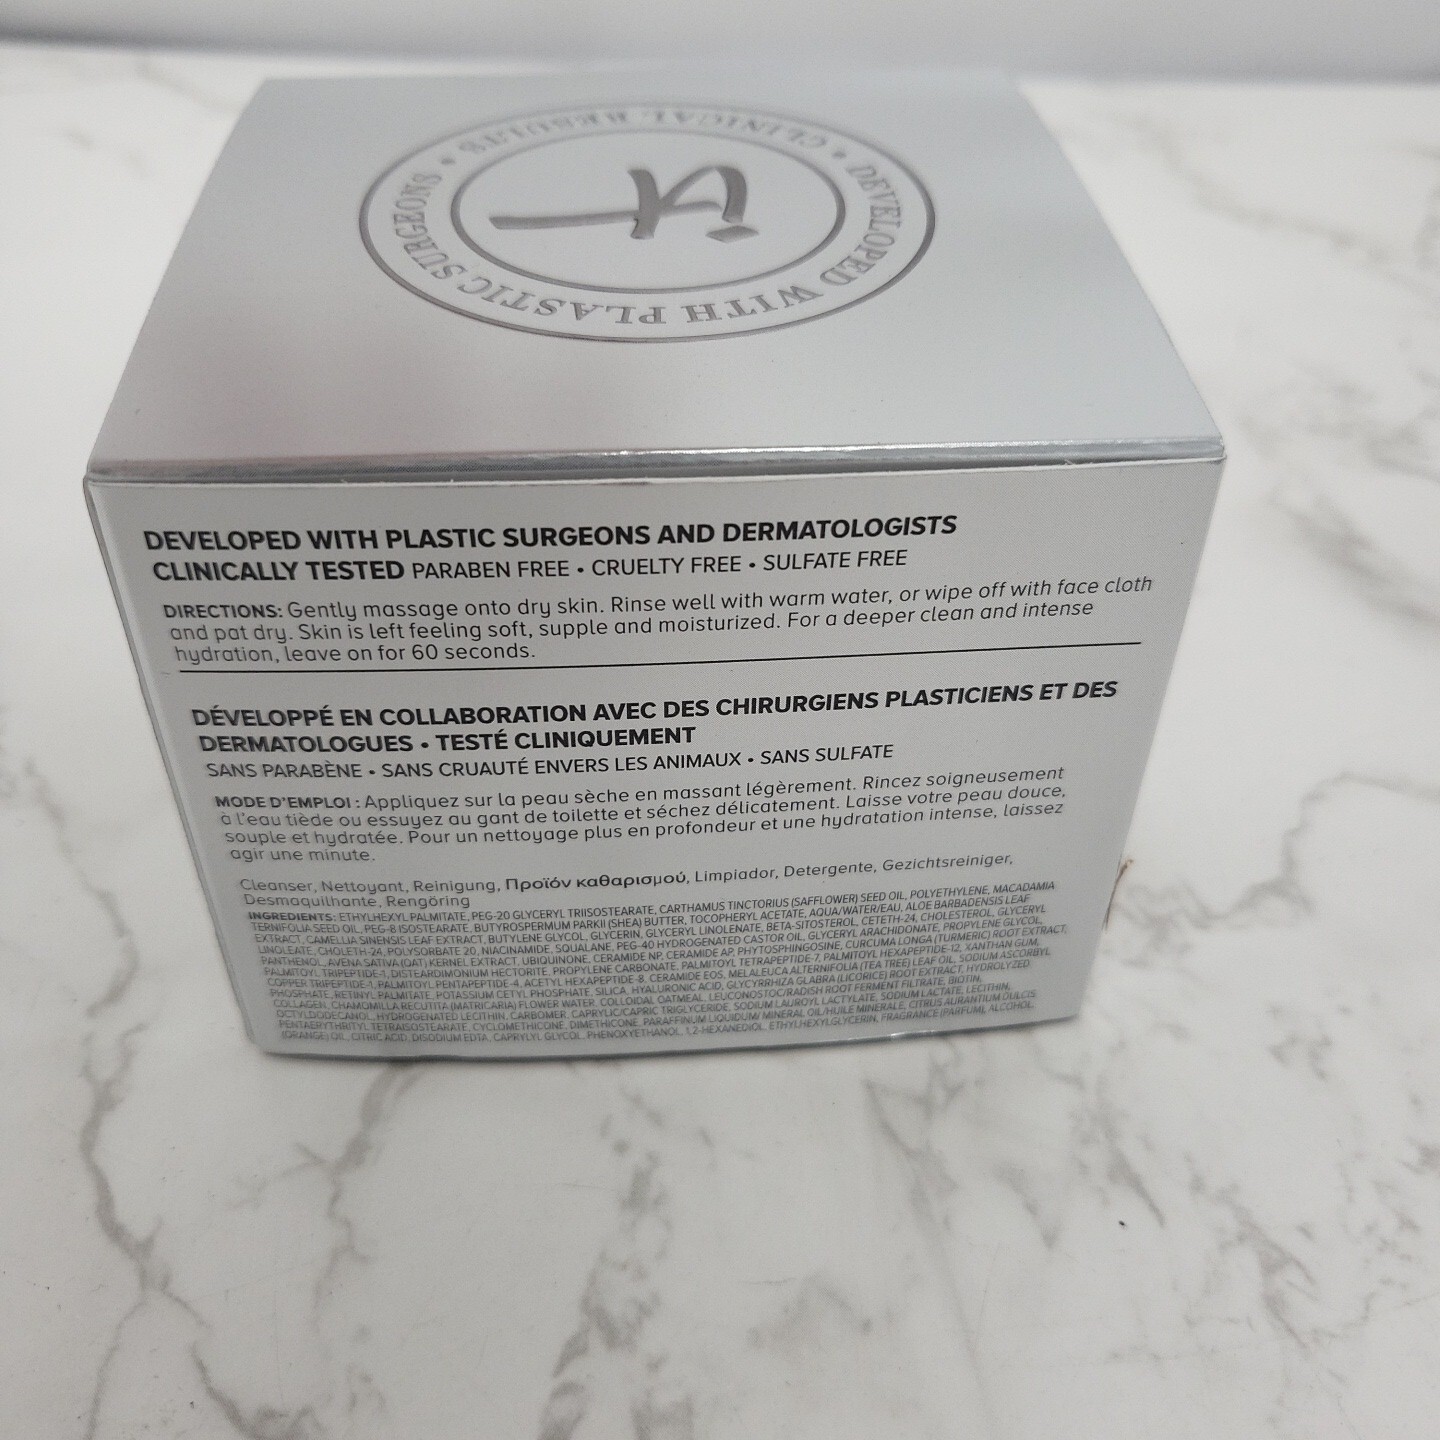 DEVELOPED WITH PLASTIC SURGEONS • CLINICAL RESULTS •
it
DEVELOPED WITH PLASTIC SURGEONS AND DERMATOLOGISTS
CLINICALLY TESTED PARABEN FREE • CRUELTY FREE • SULFATE FREE
DIRECTIONS: Gently massage onto dry skin. Rinse well with warm water, or wipe off with face cloth
and pat dry. Skin is left feeling soft, supple and moisturized. For a deeper clean and intense
hydration, leave on for 60 seconds.
DÉVELOPPÉ EN COLLABORATION AVEC DES CHIRURGIENS PLASTICIENS ET DES
DERMATOLOGUES • TESTÉ CLINIQUEMENT
SANS PARABÈNE • SANS CRUAUTÉ ENVERS LES ANIMAUX • SANS SULFATE
MODE D'EMPLOI : Appliquez sur la peau sèche en massant légèrement. Rincez soigneusement
à l'eau tiède ou essuyez au gant de toilette et séchez délicatement. Laisse votre peau douce,
souple et hydratée. Pour un nettoyage plus en profondeur et une hydratation intense, laissez
agir une minute.
Cleanser, Nettoyant, Reinigung, Προϊόν καθαρισμού, Limpiador, Detergente, Gezichtsreiniger,
Desmaquilhante, Rengöring
INGREDIENTS: ETHYLHEXYL PALMITATE, PEG-20 GLYCERYL TRIISOSTEARATE, CARTHAMUS TINCTORIUS (SAFFLOWER) SEED OIL, POLYETHYLENE, MACADAMIA
TERNIFOLIA SEED OIL, PEG-8 ISOSTEARATE, BUTYROSPERMUM PARKII (SHEA) BUTTER, TOCOPHERYL ACETATE, AQUA/WATER/EAU, ALOE BARBADENSIS LEAF
EXTRACT, CAMELLIA SINENSIS LEAF EXTRACT, BUTYLENE GLYCOL, GLYCERIN, GLYCERYL LINOLENATE, BETA-SITOSTEROL, CETETH-24, CHOLESTEROL, GLYCERYL
LINOLEATE, CHOLETH-24, POLYSORBATE 20, NIACINAMIDE, SQUALANE, PEG-40 HYDROGENATED CASTOR OIL, GLYCERYL ARACHIDONATE, PROPYLENE GLYCOL,
PANTHENOL, AVENA SATIVA (OAT) KERNEL EXTRACT, UBIQUINONE, CERAMIDE NP, CERAMIDE AP, PHYTOSPHINGOSINE, CURCUMA LONGA (TURMERIC) ROOT EXTRACT,
PALMITOYL TRIPEPTIDE-1, DISTEARDIMONIUM HECTORITE, PROPYLENE CARBONATE, PALMITOYL TETRAPEPTIDE-7, PALMITOYL HEXAPEPTIDE-12, XANTHAN GUM,
COPPER TRIPEPTIDE-1, PALMITOYL PENTAPEPTIDE-4, ACETYL HEXAPEPTIDE-8, CERAMIDE EOS, MELALEUCA ALTERNIFOLIA (TEA TREE) LEAF OIL, SODIUM ASCORBYL
PHOSPHATE, RETINYL PALMITATE, POTASSIUM CETYL PHOSPHATE, SILICA, HYALURONIC ACID, GLYCYRRHIZA GLABRA (LICORICE) ROOT EXTRACT, HYDROLYZED
COLLAGEN, CHAMOMILLA RECUTITA (MATRICARIA) FLOWER WATER, COLLOIDAL OATMEAL, LEUCONOSTOC/RADISH ROOT FERMENT FILTRATE, BIOTIN,
OCTYLDODECANOL, HYDROGENATED LECITHIN, CARBOMER, CAPRYLIC/CAPRIC TRIGLYCERIDE, SODIUM LAUROYL LACTYLATE, SODIUM LACTATE, LECITHIN,
PENTAERYTHRITYL TETRAISOSTEARATE, CYCLOMETHICONE, DIMETHICONE, PARAFFINUM LIQUIDUM/ MINERAL OIL/HUILE MINERALE, CITRUS AURANTIUM DULCIS
(ORANGE) OIL, CITRIC ACID, DISODIUM EDTA, CAPRYLYL GLYCOL, PHENOXYETHANOL, 1,2-HEXANEDIOL, ETHYLHEXYLGLYCERIN, FRAGRANCE (PARFUM), ALCOHOL.